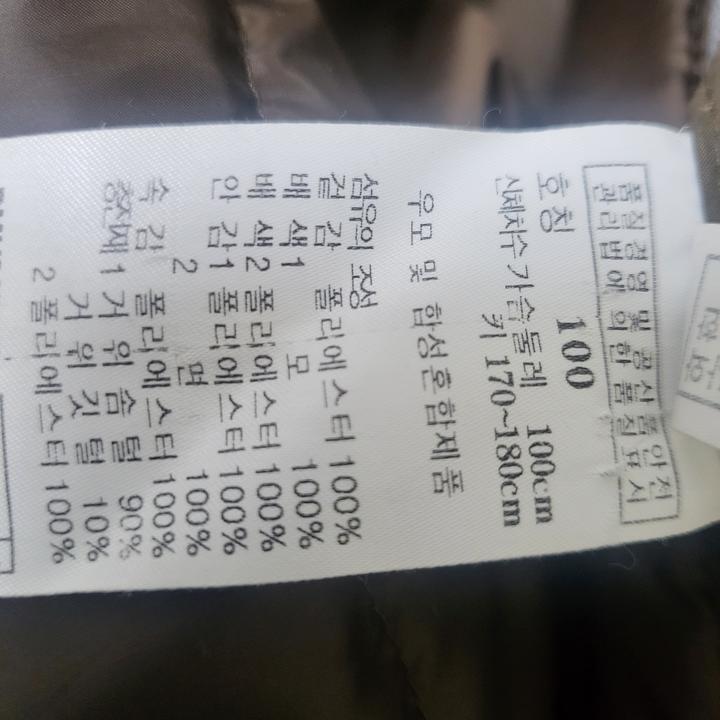 품질경영 및 공산품안전
관리법에 의한 품질표시
호칭 100
신체치수 가슴둘레 100cm
키 170~180cm
우모 및 합성혼합제품
섬유의 조성
겉감 폴리에스터 100%
배색1 모 100%
배색2 폴리에스터 100%
안감1 폴리에스터 100%
2 면 100%
속감 폴리에스터 100%
충전재1 거위솜털 90%
거위깃털 10%
2 폴리에스터 100%